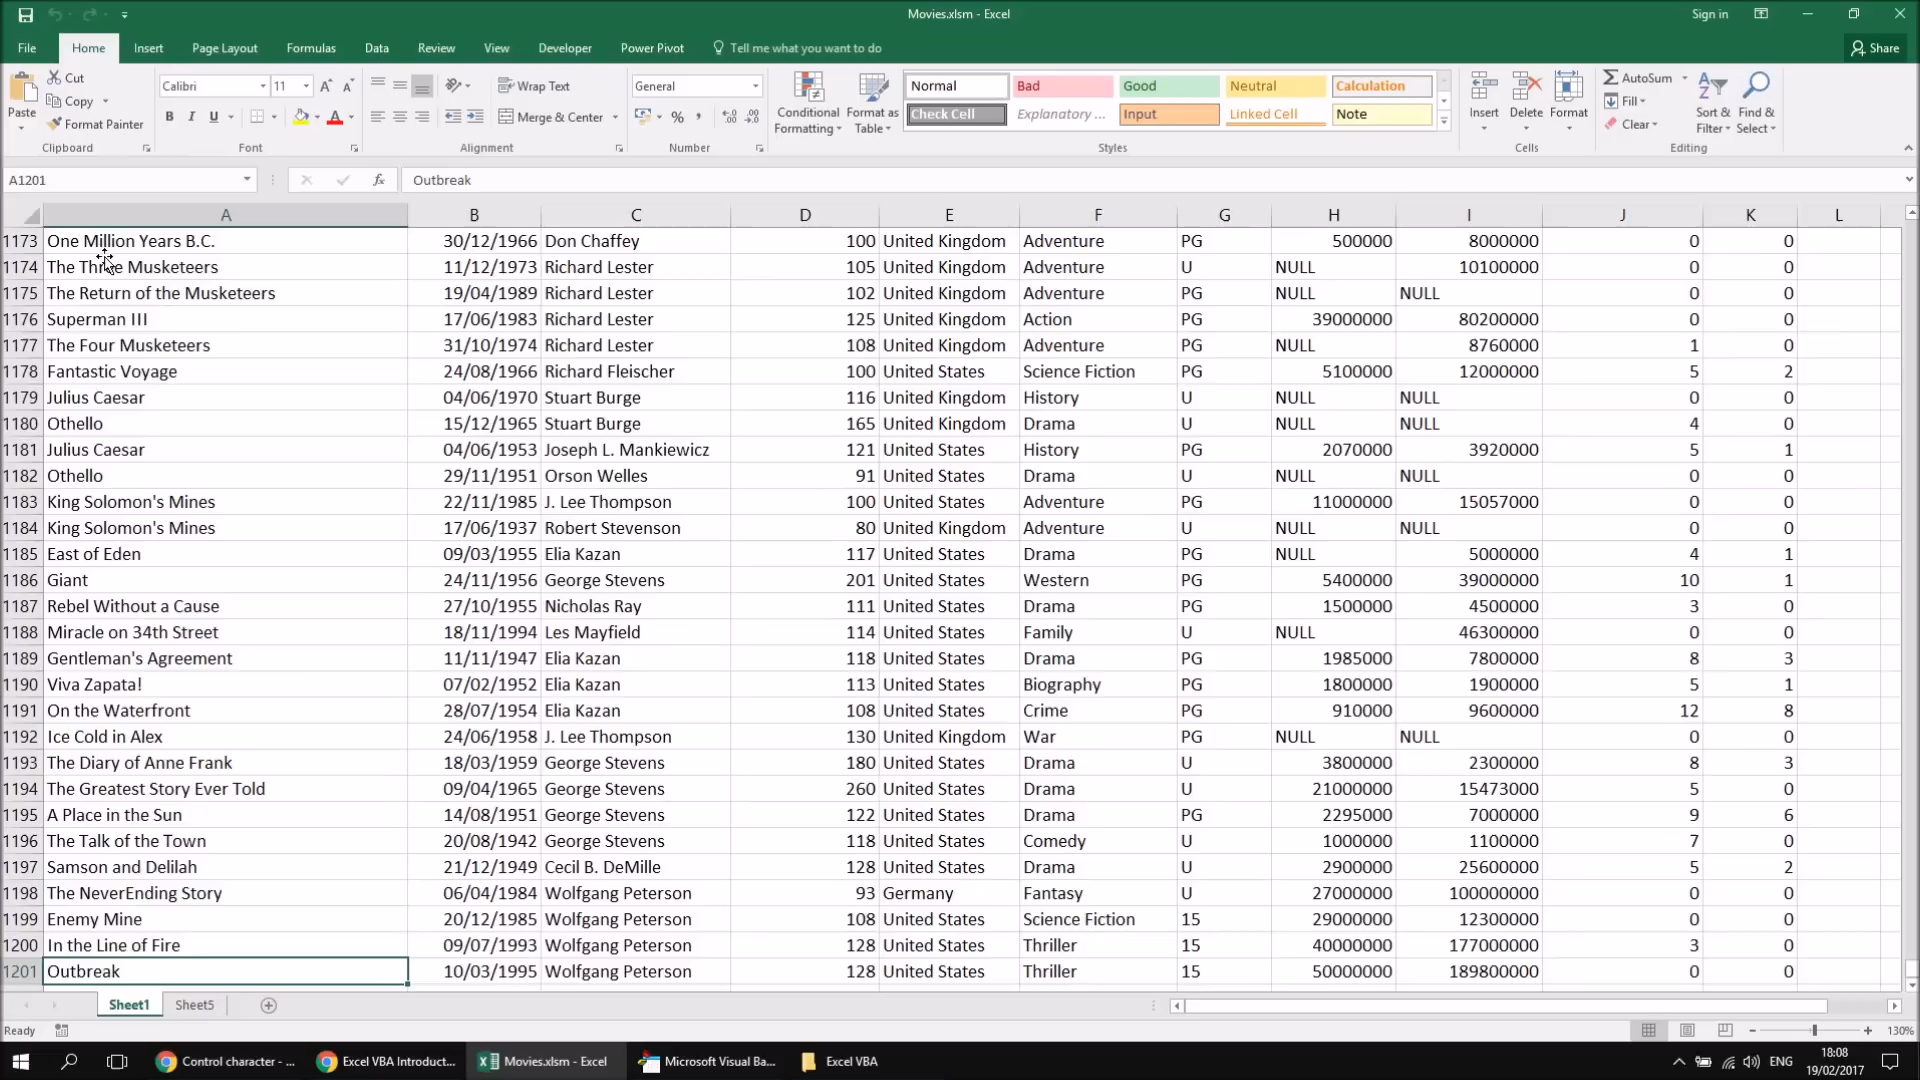 Movies.xlsm - Excel
Sign in
File Home Insert Page Layout Formulas Data Review View Developer Power Pivot Tell me what you want to do Share
Paste
Cut
Copy
Format Painter
Clipboard
Calibri 11
B I U
Font
Wrap Text
Merge & Center
Alignment
General
%
Number
Conditional Formatting
Format as Table
Normal Bad Good Neutral Calculation
Check Cell Explanatory ... Input Linked Cell Note
Styles
Insert Delete Format
Cells
AutoSum
Fill
Clear
Sort & Filter
Find & Select
Editing
A1201 fx Outbreak
A B C D E F G H I J K L
1173 One Million Years B.C. 30/12/1966 Don Chaffey 100 United Kingdom Adventure PG 500000 8000000 0 0
1174 The Three Musketeers 11/12/1973 Richard Lester 105 United Kingdom Adventure U NULL 10100000 0 0
1175 The Return of the Musketeers 19/04/1989 Richard Lester 102 United Kingdom Adventure PG NULL NULL 0 0
1176 Superman III 17/06/1983 Richard Lester 125 United Kingdom Action PG 39000000 80200000 0 0
1177 The Four Musketeers 31/10/1974 Richard Lester 108 United Kingdom Adventure PG NULL 8760000 1 0
1178 Fantastic Voyage 24/08/1966 Richard Fleischer 100 United States Science Fiction PG 5100000 12000000 5 2
1179 Julius Caesar 04/06/1970 Stuart Burge 116 United Kingdom History U NULL NULL 0 0
1180 Othello 15/12/1965 Stuart Burge 165 United Kingdom Drama U NULL NULL 4 0
1181 Julius Caesar 04/06/1953 Joseph L. Mankiewicz 121 United States History PG 2070000 3920000 5 1
1182 Othello 29/11/1951 Orson Welles 91 United States Drama U NULL NULL 0 0
1183 King Solomon's Mines 22/11/1985 J. Lee Thompson 100 United States Adventure PG 11000000 15057000 0 0
1184 King Solomon's Mines 17/06/1937 Robert Stevenson 80 United Kingdom Adventure U NULL NULL 0 0
1185 East of Eden 09/03/1955 Elia Kazan 117 United States Drama PG NULL 5000000 4 1
1186 Giant 24/11/1956 George Stevens 201 United States Western PG 5400000 39000000 10 1
1187 Rebel Without a Cause 27/10/1955 Nicholas Ray 111 United States Drama PG 1500000 4500000 3 0
1188 Miracle on 34th Street 18/11/1994 Les Mayfield 114 United States Family U NULL 46300000 0 0
1189 Gentleman's Agreement 11/11/1947 Elia Kazan 118 United States Drama PG 1985000 7800000 8 3
1190 Viva Zapata! 07/02/1952 Elia Kazan 113 United States Biography PG 1800000 1900000 5 1
1191 On the Waterfront 28/07/1954 Elia Kazan 108 United States Crime PG 910000 9600000 12 8
1192 Ice Cold in Alex 24/06/1958 J. Lee Thompson 130 United Kingdom War PG NULL NULL 0 0
1193 The Diary of Anne Frank 18/03/1959 George Stevens 180 United States Drama U 3800000 2300000 8 3
1194 The Greatest Story Ever Told 09/04/1965 George Stevens 260 United States Drama U 21000000 15473000 5 0
1195 A Place in the Sun 14/08/1951 George Stevens 122 United States Drama PG 2295000 7000000 9 6
1196 The Talk of the Town 20/08/1942 George Stevens 118 United States Comedy U 1000000 1100000 7 0
1197 Samson and Delilah 21/12/1949 Cecil B. DeMille 128 United States Drama U 2900000 25600000 5 2
1198 The NeverEnding Story 06/04/1984 Wolfgang Peterson 93 Germany Fantasy U 27000000 100000000 0 0
1199 Enemy Mine 20/12/1985 Wolfgang Peterson 108 United States Science Fiction 15 29000000 12300000 0 0
1200 In the Line of Fire 09/07/1993 Wolfgang Peterson 128 United States Thriller 15 40000000 177000000 3 0
1201 Outbreak 10/03/1995 Wolfgang Peterson 128 United States Thriller 15 50000000 189800000 0 0
Sheet1 Sheet5
Ready 130%
Control character - ... Excel VBA Introduct... Movies.xlsm - Excel Microsoft Visual Ba... Excel VBA ENG
18:08
19/02/2017